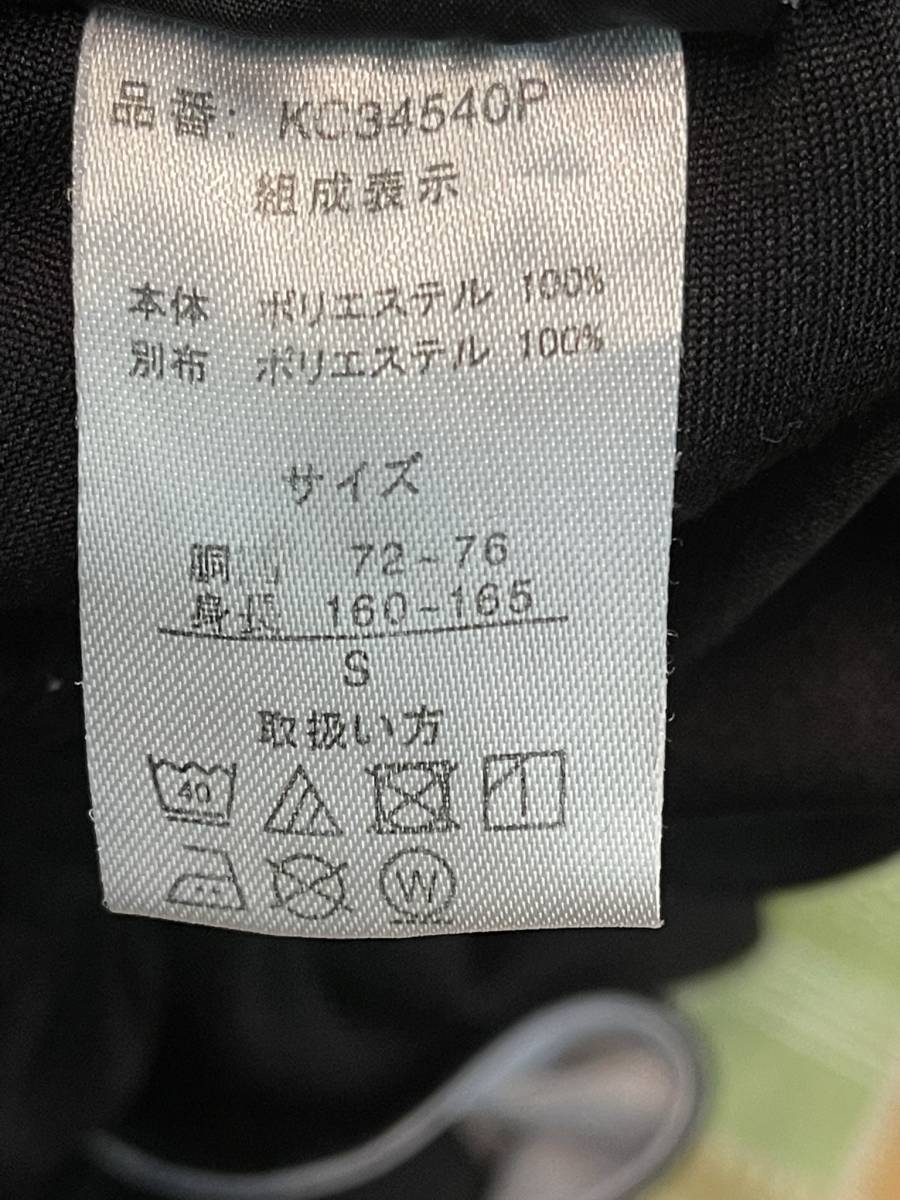 品番: KC34540P
組成表示
本体 ポリエステル 100%
別布 ポリエステル 100%
サイズ
胴囲 72~76
身長 160~165
S
取扱い方
40
W